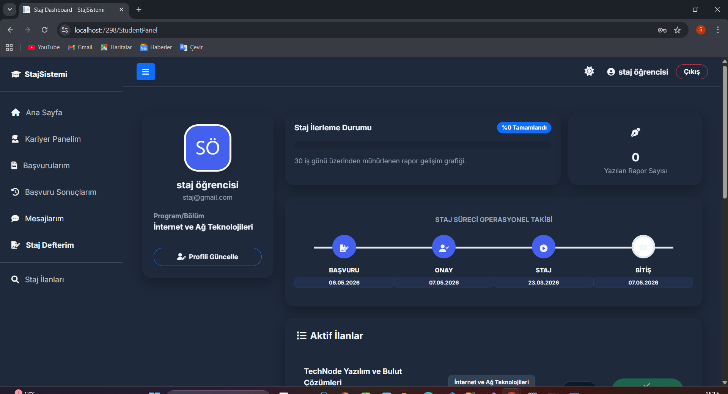 Staj Dashboard - StajSistemi
localhost:7298/StudentPanel
YouTube
Gmail
Haritalar
Haberler
Çevir
StajSistemi
staj öğrencisi
Çıkış
Ana Sayfa
Kariyer Panelim
Başvurularım
Başvuru Sonuçlarım
Mesajlarım
Staj Defterim
Staj İlanları
SÖ
staj öğrencisi
staj@gmail.com
Program/Bölüm
İnternet ve Ağ Teknolojileri
Profili Güncelle
Staj İlerleme Durumu
%0 Tamamlandı
30 iş günü üzerinden mühürlenen rapor gelişim grafiği.
0
Yazılan Rapor Sayısı
STAJ SÜRECİ OPERASYONEL TAKİBİ
BAŞVURU
ONAY
STAJ
BİTİŞ
06.05.2026
07.05.2026
23.03.2026
07.05.2026
Aktif İlanlar
TechNode Yazılım ve Bulut
Çözümleri
İnternet ve Ağ Teknolojileri